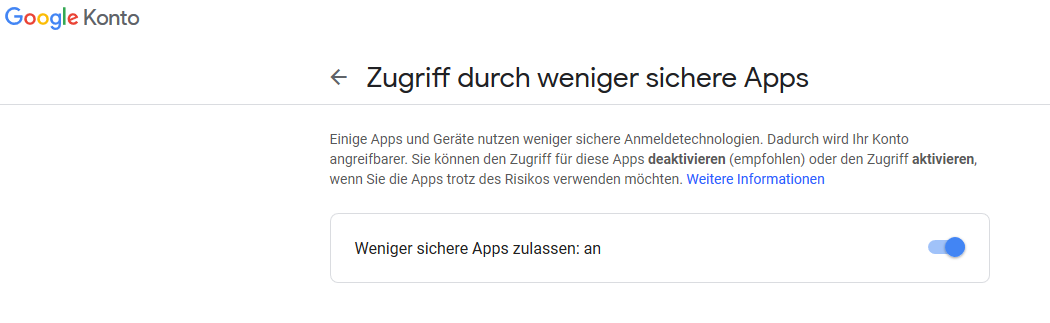 Google Konto
Zugriff durch weniger sichere Apps
Einige Apps und Geräte nutzen weniger sichere Anmeldetechnologien. Dadurch wird Ihr Konto
angreifbarer. Sie können den Zugriff für diese Apps deaktivieren (empfohlen) oder den Zugriff aktivieren,
wenn Sie die Apps trotz des Risikos verwenden möchten. Weitere Informationen
Weniger sichere Apps zulassen: an